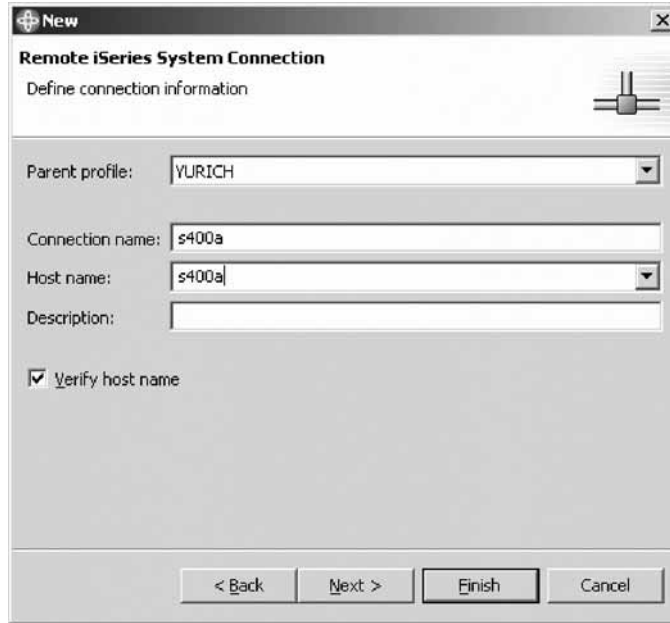 New
Remote iSeries System Connection
Define connection information
Parent profile: YURICH
Connection name: s400a
Host name: s400a
Description:
Verify host name
< Back Next > Finish Cancel